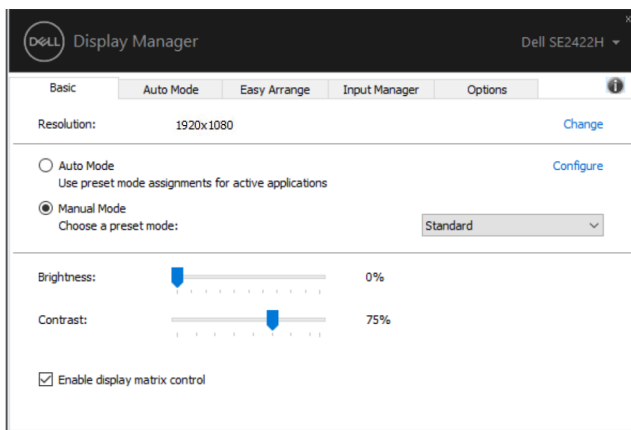 DELL Display Manager Dell SE2422H
Basic Auto Mode Easy Arrange Input Manager Options
Resolution: 1920x1080 Change
Auto Mode Configure
Use preset mode assignments for active applications
Manual Mode
Choose a preset mode: Standard
Brightness: 0%
Contrast: 75%
Enable display matrix control